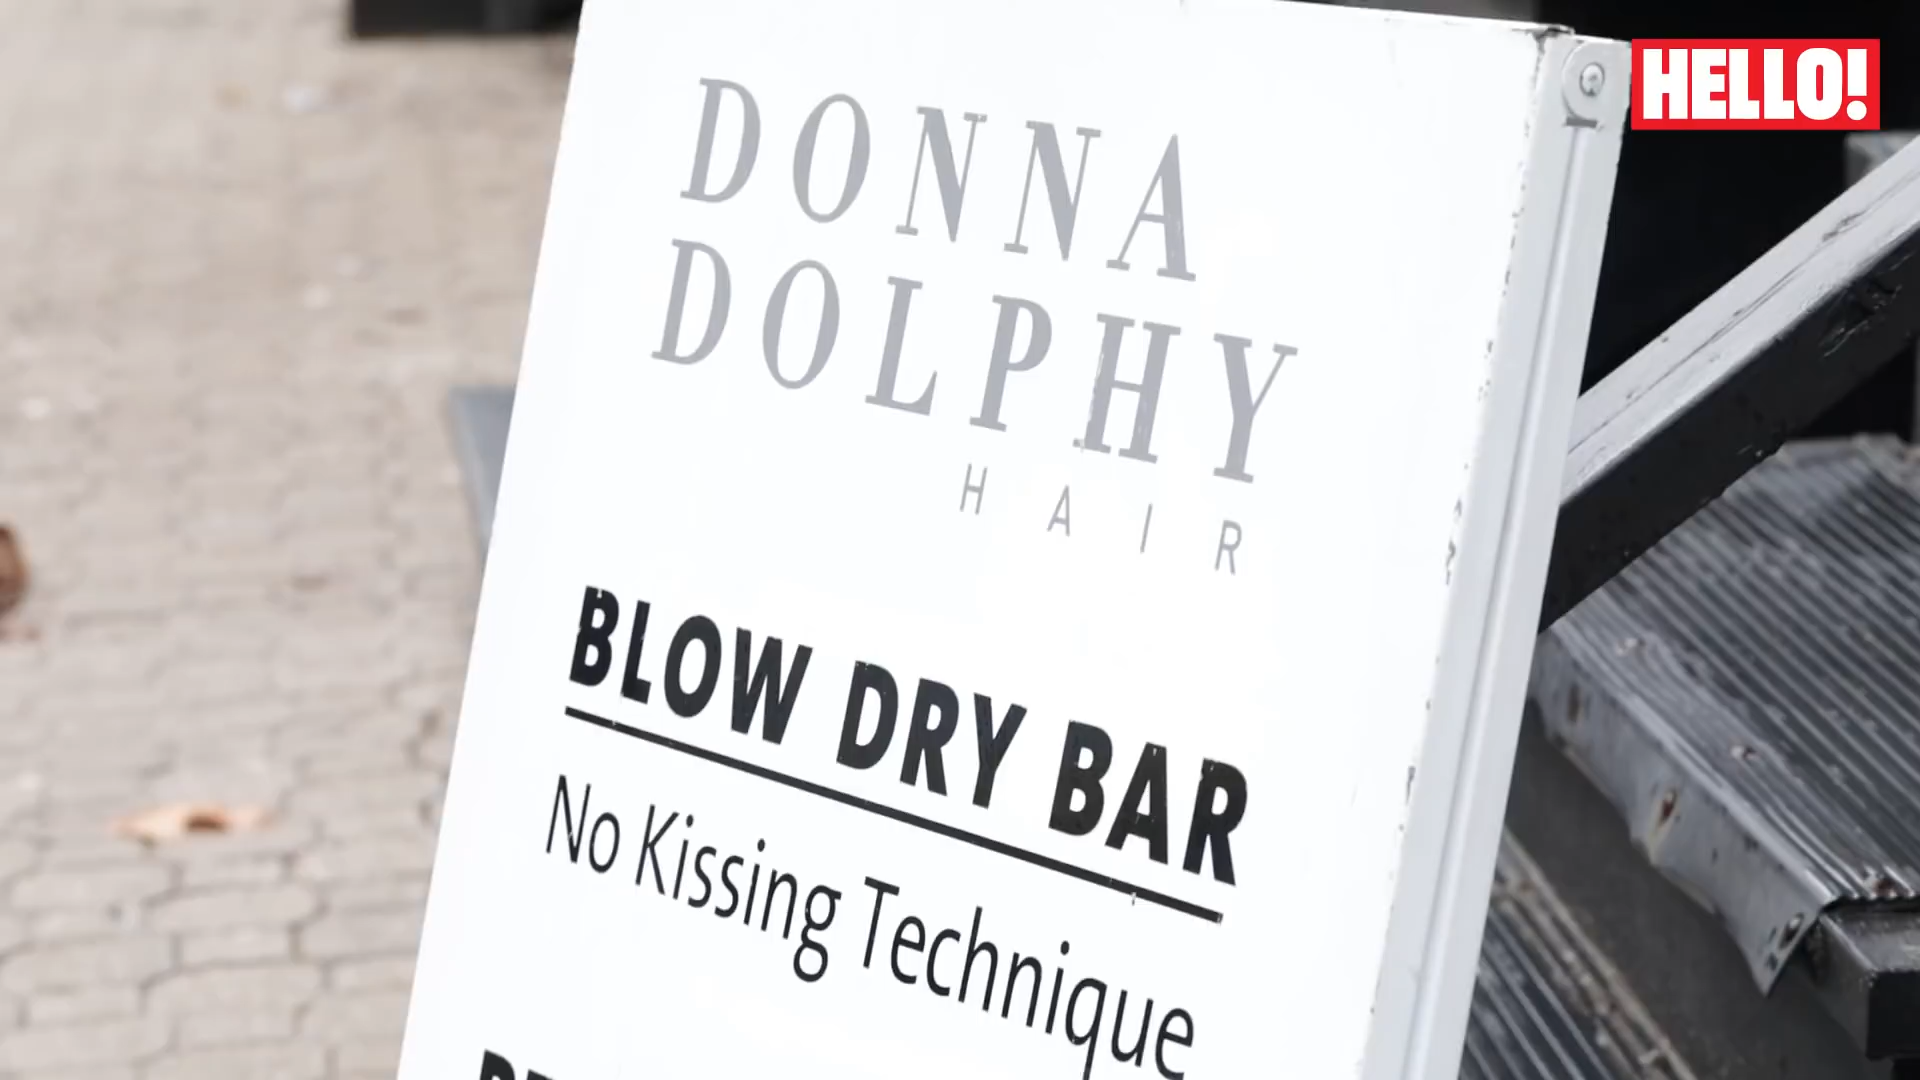 HELLO!
DONNA
DOLPHY
HAIR
BLOW DRY BAR
No Kissing Technique